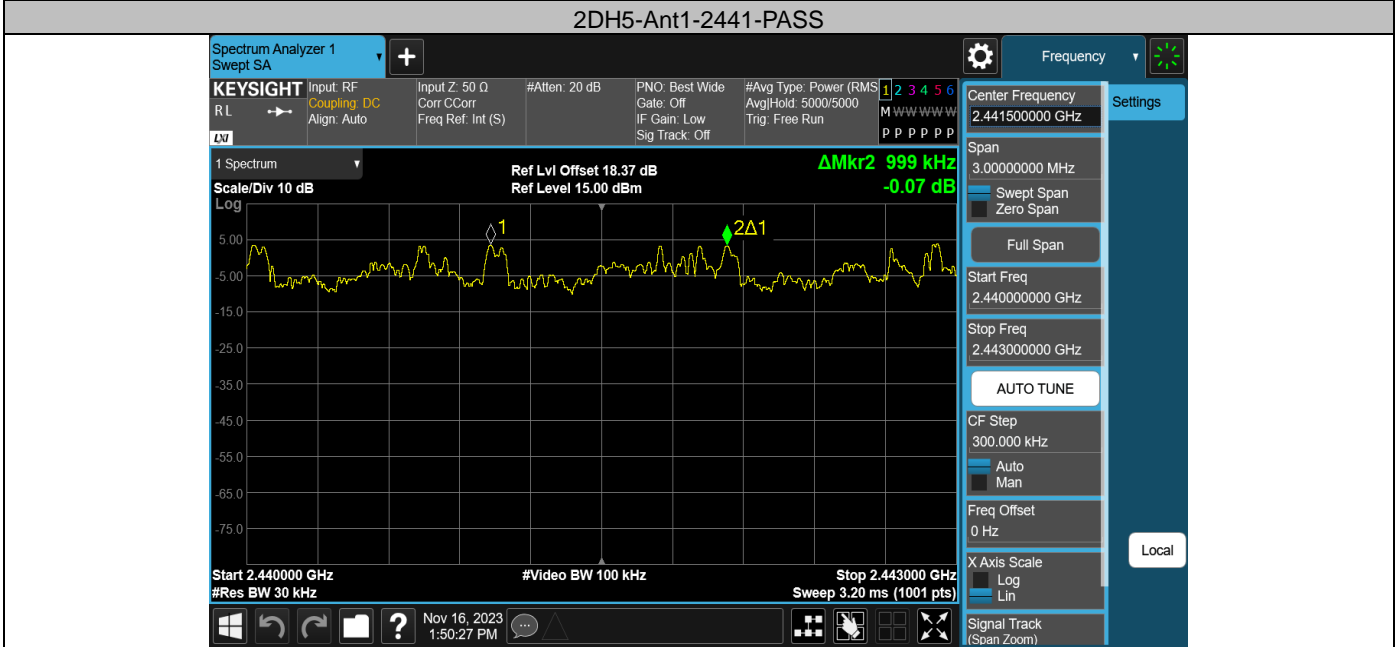 2DH5-Ant1-2441-PASS
Spectrum Analyzer 1
Swept SA
+
Frequency
KEYSIGHT
RL
LXI
Input: RF
Coupling: DC
Align: Auto
Input Z: 50 Ω
Corr CCorr
Freq Ref: Int (S)
#Atten: 20 dB
PNO: Best Wide
Gate: Off
IF Gain: Low
Sig Track: Off
#Avg Type: Power (RMS
Avg|Hold: 5000/5000
Trig: Free Run
1 2 3 4 5 6
M W W W W W
P P P P P P
1 Spectrum
Scale/Div 10 dB
Log
Ref Lvl Offset 18.37 dB
Ref Level 15.00 dBm
ΔMkr2 999 kHz
-0.07 dB
1
2Δ1
5.00
-5.00
-15.0
-25.0
-35.0
-45.0
-55.0
-65.0
-75.0
Start 2.440000 GHz
#Res BW 30 kHz
#Video BW 100 kHz
Stop 2.443000 GHz
Sweep 3.20 ms (1001 pts)
Center Frequency
2.441500000 GHz
Settings
Span
3.00000000 MHz
Swept Span
Zero Span
Full Span
Start Freq
2.440000000 GHz
Stop Freq
2.443000000 GHz
AUTO TUNE
CF Step
300.000 kHz
Auto
Man
Freq Offset
0 Hz
X Axis Scale
Log
Lin
Signal Track
(Span Zoom)
Local
?
Nov 16, 2023
1:50:27 PM